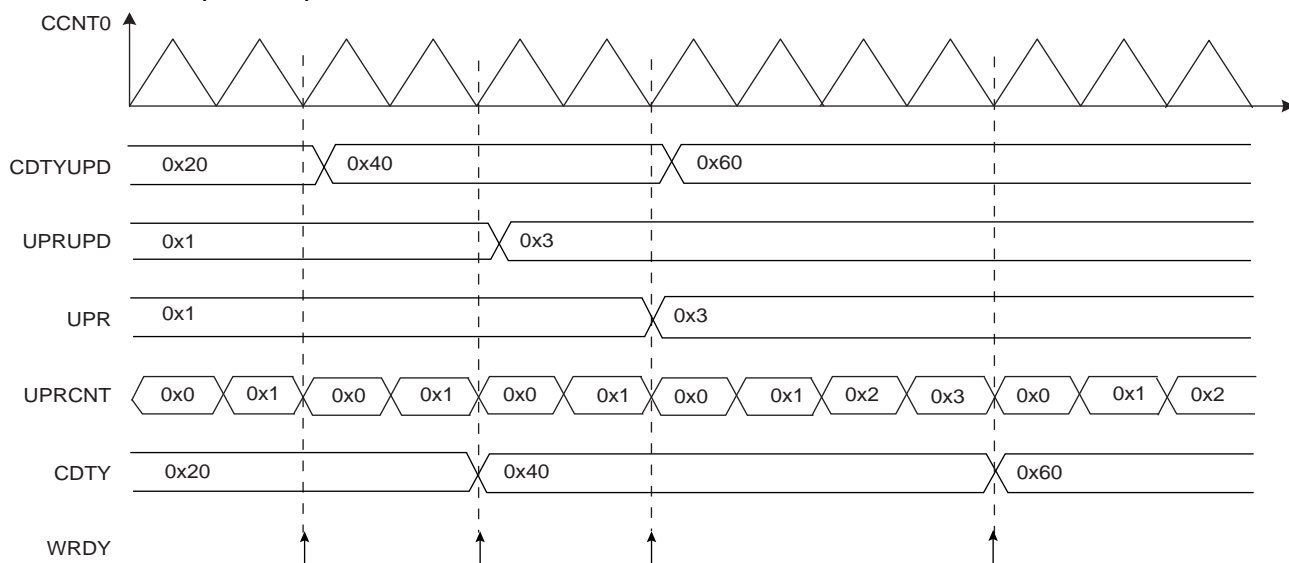 CCNT0
CDTYUPD 0x20 0x40 0x60
UPRUPD 0x1 0x3
UPR 0x1 0x3
UPRCNT 0x0 0x1 0x0 0x1 0x0 0x1 0x0 0x1 0x2 0x3 0x0 0x1 0x2
CDTY 0x20 0x40 0x60
WRDY